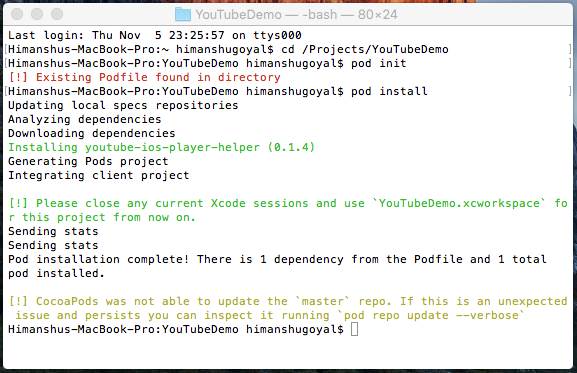 YouTubeDemo — -bash — 80×24
Last login: Thu Nov  5 23:25:57 on ttys000
[Himanshus-MacBook-Pro:~ himanshugoyal$ cd /Projects/YouTubeDemo ]
[Himanshus-MacBook-Pro:YouTubeDemo himanshugoyal$ pod init ]
[!] Existing Podfile found in directory
[Himanshus-MacBook-Pro:YouTubeDemo himanshugoyal$ pod install ]
Updating local specs repositories
Analyzing dependencies
Downloading dependencies
Installing youtube-ios-player-helper (0.1.4)
Generating Pods project
Integrating client project
[!] Please close any current Xcode sessions and use `YouTubeDemo.xcworkspace` fo
r this project from now on.
Sending stats
Sending stats
Pod installation complete! There is 1 dependency from the Podfile and 1 total
pod installed.
[!] CocoaPods was not able to update the `master` repo. If this is an unexpected
 issue and persists you can inspect it running `pod repo update --verbose`
Himanshus-MacBook-Pro:YouTubeDemo himanshugoyal$